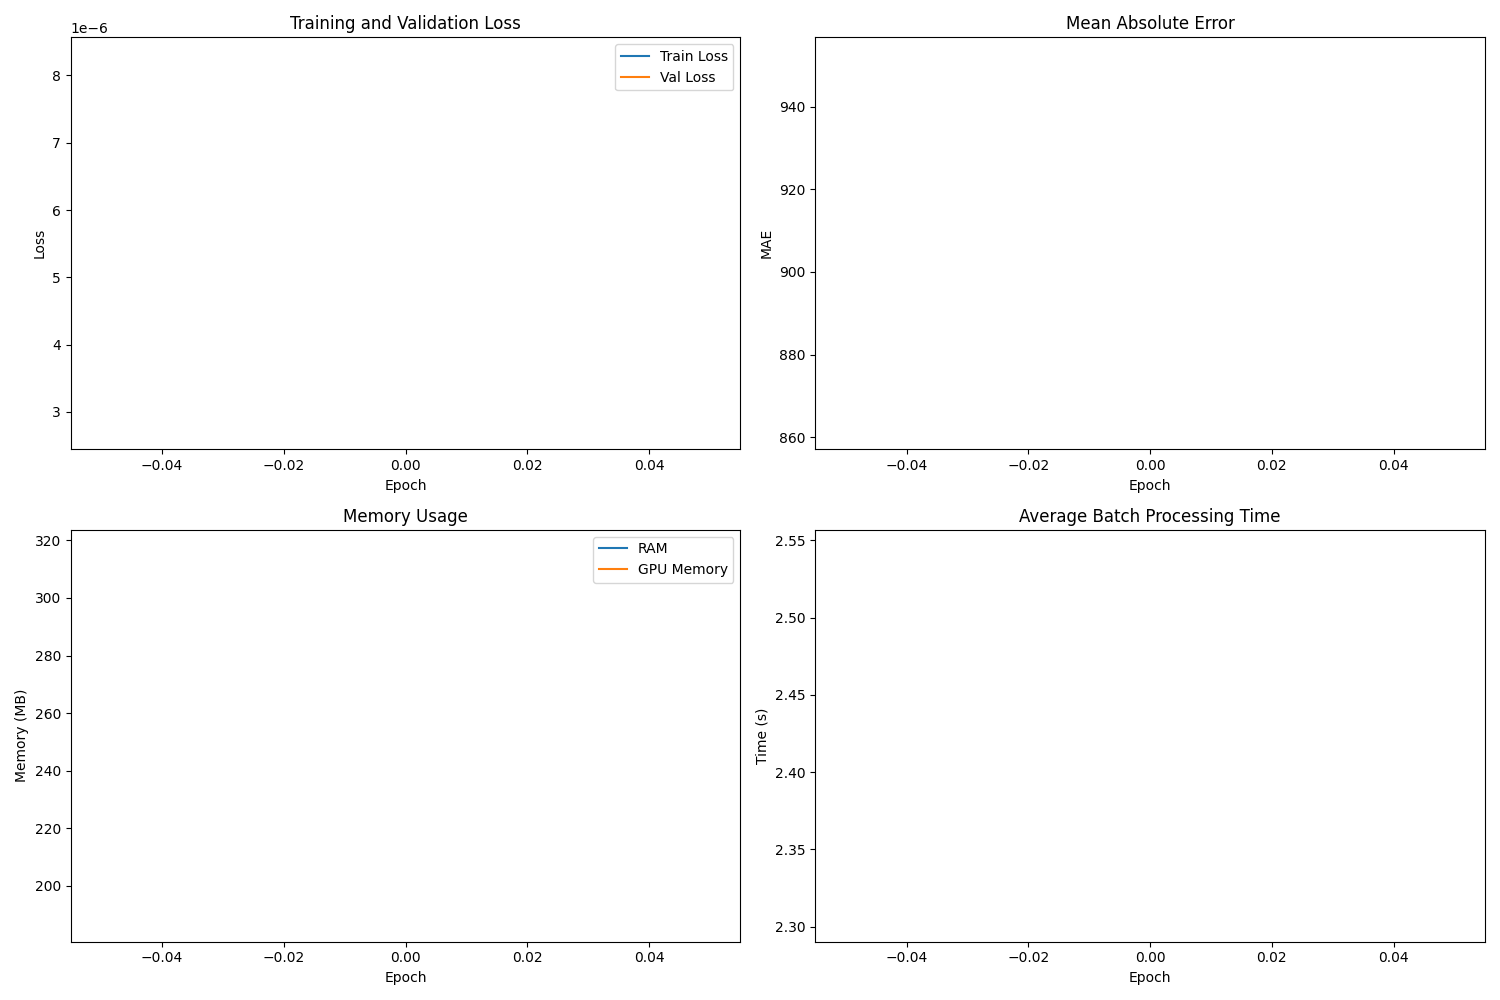 Training and Validation Loss
1e−6
Train Loss
Val Loss
8
7
6
5
4
3
Loss
−0.04 −0.02 0.00 0.02 0.04
Epoch
Mean Absolute Error
940
920
900
880
860
MAE
−0.04 −0.02 0.00 0.02 0.04
Epoch
Memory Usage
RAM
GPU Memory
320
300
280
260
240
220
200
Memory (MB)
−0.04 −0.02 0.00 0.02 0.04
Epoch
Average Batch Processing Time
2.55
2.50
2.45
2.40
2.35
2.30
Time (s)
−0.04 −0.02 0.00 0.02 0.04
Epoch